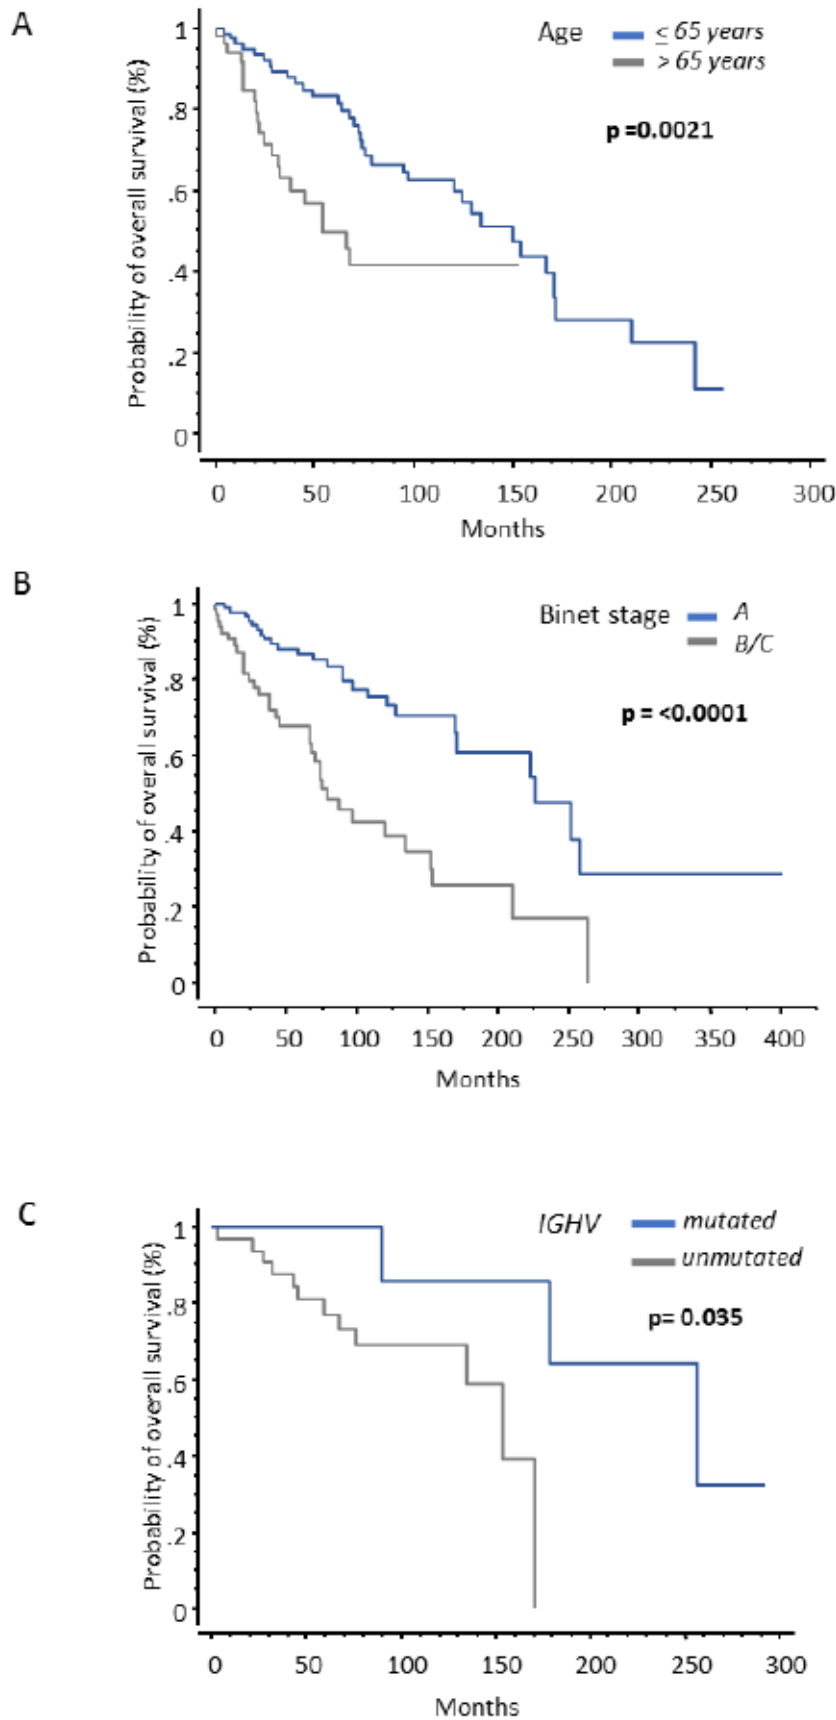 A
Age
≤ 65 years
> 65 years
p =0.0021
Probability of overall survival (%)
1
.8
.6
.4
.2
0
0 50 100 150 200 250 300
Months
B
Binet stage
A
B/C
p = <0.0001
Probability of overall survival (%)
1
.8
.6
.4
.2
0
0 50 100 150 200 250 300 350 400
Months
C
IGHV
mutated
unmutated
p= 0.035
Probability of overall survival (%)
1
.8
.6
.4
.2
0
0 50 100 150 200 250 300
Months